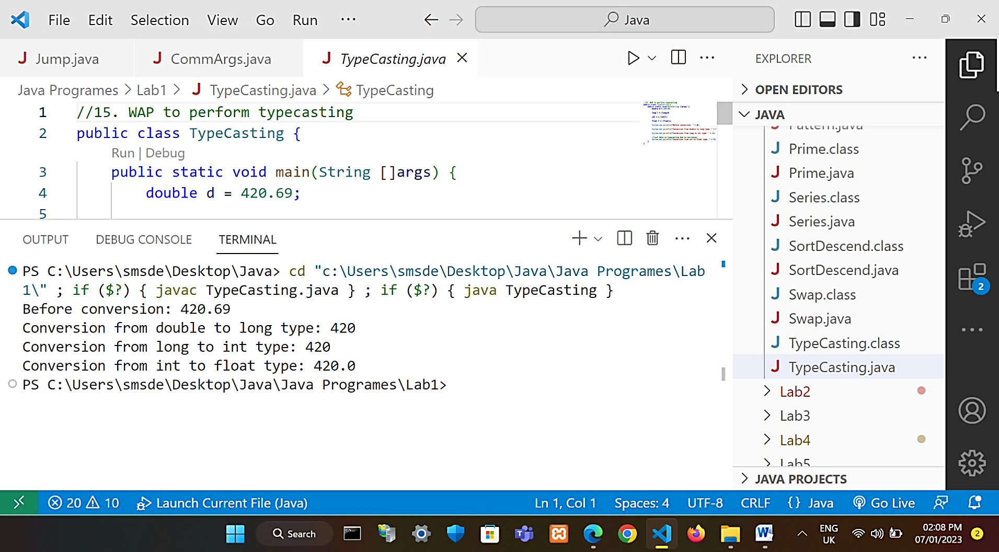 File Edit Selection View Go Run ...
Java
Jump.java
CommArgs.java
TypeCasting.java
Java Programes > Lab1 > J TypeCasting.java > TypeCasting
1 //15. WAP to perform typecasting
2 public class TypeCasting {
Run | Debug
3 public static void main(String []args) {
4 double d = 420.69;
5
OUTPUT DEBUG CONSOLE TERMINAL
PS C:\Users\smsde\Desktop\Java> cd "c:\Users\smsde\Desktop\Java\Java Programes\Lab
1\" ; if ($?) { javac TypeCasting.java } ; if ($?) { java TypeCasting }
Before conversion: 420.69
Conversion from double to long type: 420
Conversion from long to int type: 420
Conversion from int to float type: 420.0
PS C:\Users\smsde\Desktop\Java\Java Programes\Lab1>
EXPLORER
OPEN EDITORS
JAVA
Pattern.java
Prime.class
Prime.java
Series.class
Series.java
SortDescend.class
SortDescend.java
Swap.class
Swap.java
TypeCasting.class
TypeCasting.java
Lab2
Lab3
Lab4
Lab5
JAVA PROJECTS
2
20 10 Launch Current File (Java)
Ln 1, Col 1 Spaces: 4 UTF-8 CRLF {} Java Go Live
Search
ENG
UK
02:08 PM
07/01/2023
2